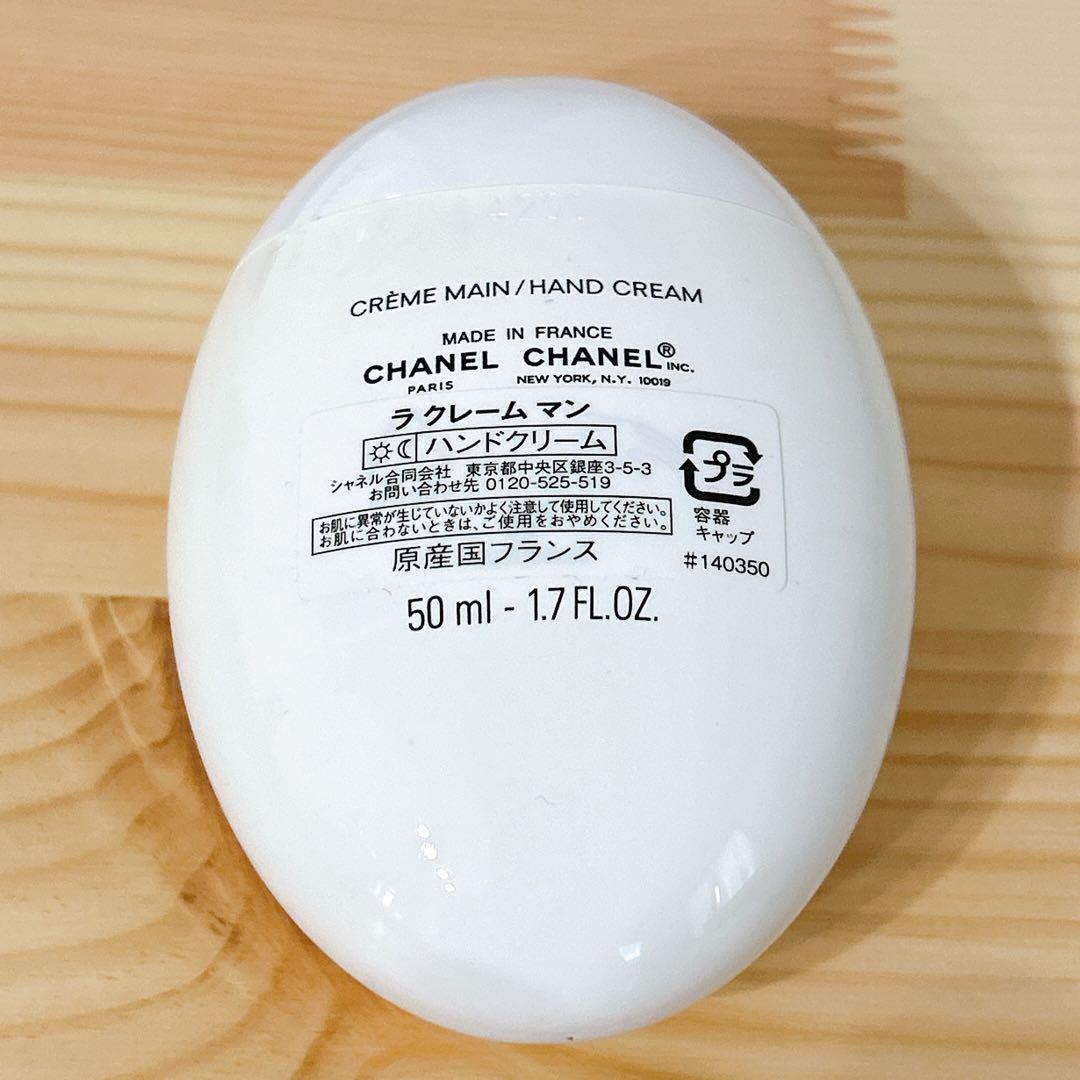 CRÈME MAIN/HAND CREAM
MADE IN FRANCE
CHANEL CHANEL® INC.
PARIS NEW YORK, N.Y. 10019
ラ クレーム マン
ハンドクリーム
シャネル合同会社 東京都中央区銀座3-5-3
お問い合わせ先 0120-525-519
お肌に異常が生じていないかよく注意して使用してください。
お肌に合わないときは、ご使用をおやめください。
原産国フランス
プラ
容器
キャップ
#140350
50 ml - 1.7 FL.OZ.